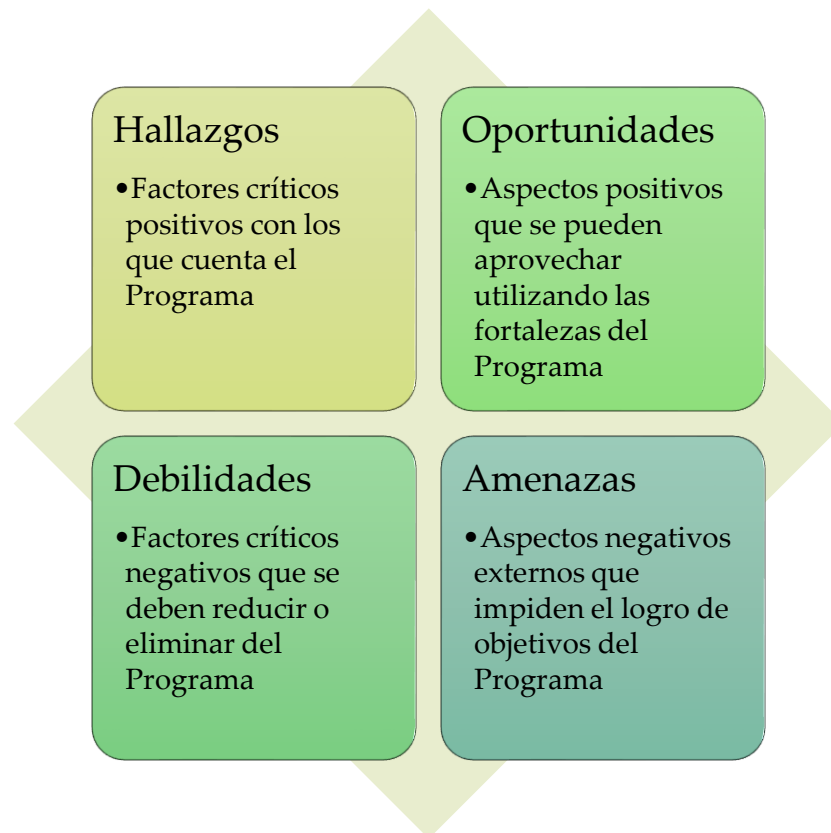 Hallazgos
•Factores críticos
positivos con los
que cuenta el
Programa
Oportunidades
•Aspectos positivos
que se pueden
aprovechar
utilizando las
fortalezas del
Programa
Debilidades
•Factores críticos
negativos que se
deben reducir o
eliminar del
Programa
Amenazas
•Aspectos negativos
externos que
impiden el logro de
objetivos del
Programa